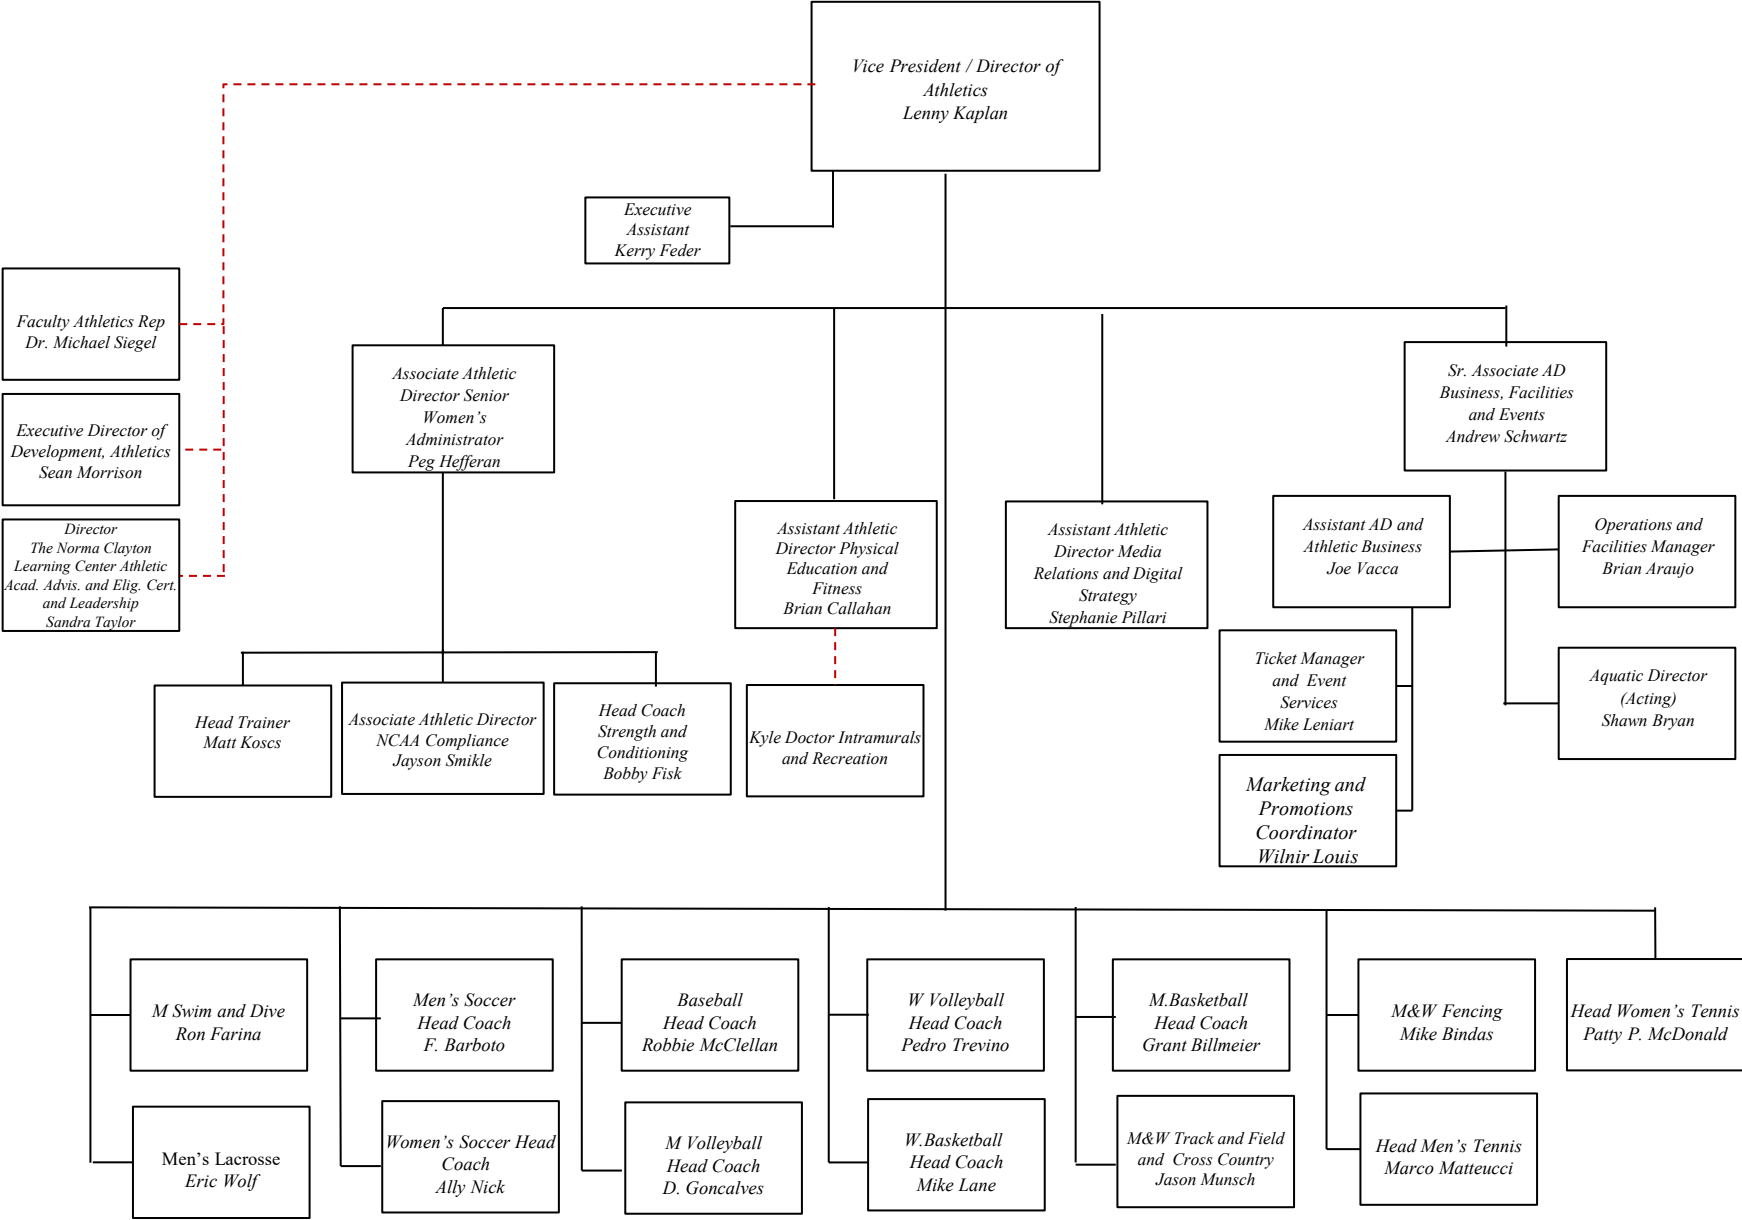 Vice President / Director of
Athletics
Lenny Kaplan
Executive
Assistant
Kerry Feder
Faculty Athletics Rep
Dr. Michael Siegel
Executive Director of
Development, Athletics
Sean Morrison
Director
The Norma Clayton
Learning Center Athletic
Acad. Advis. and Elig. Cert.
and Leadership
Sandra Taylor
Associate Athletic
Director Senior
Women’s
Administrator
Peg Hefferan
Assistant Athletic
Director Physical
Education and
Fitness
Brian Callahan
Assistant Athletic
Director Media
Relations and Digital
Strategy
Stephanie Pillari
Sr. Associate AD
Business, Facilities
and Events
Andrew Schwartz
Assistant AD and
Athletic Business
Joe Vacca
Operations and
Facilities Manager
Brian Araujo
Ticket Manager
and Event
Services
Mike Leniart
Aquatic Director
(Acting)
Shawn Bryan
Marketing and
Promotions
Coordinator
Wilnir Louis
Head Trainer
Matt Koscs
Associate Athletic Director
NCAA Compliance
Jayson Smikle
Head Coach
Strength and
Conditioning
Bobby Fisk
Kyle Doctor Intramurals
and Recreation
M Swim and Dive
Ron Farina
Men’s Soccer
Head Coach
F. Barboto
Baseball
Head Coach
Robbie McClellan
W Volleyball
Head Coach
Pedro Trevino
M.Basketball
Head Coach
Grant Billmeier
M&W Fencing
Mike Bindas
Head Women’s Tennis
Patty P. McDonald
Men’s Lacrosse
Eric Wolf
Women’s Soccer Head
Coach
Ally Nick
M Volleyball
Head Coach
D. Goncalves
W.Basketball
Head Coach
Mike Lane
M&W Track and Field
and Cross Country
Jason Munsch
Head Men’s Tennis
Marco Matteucci